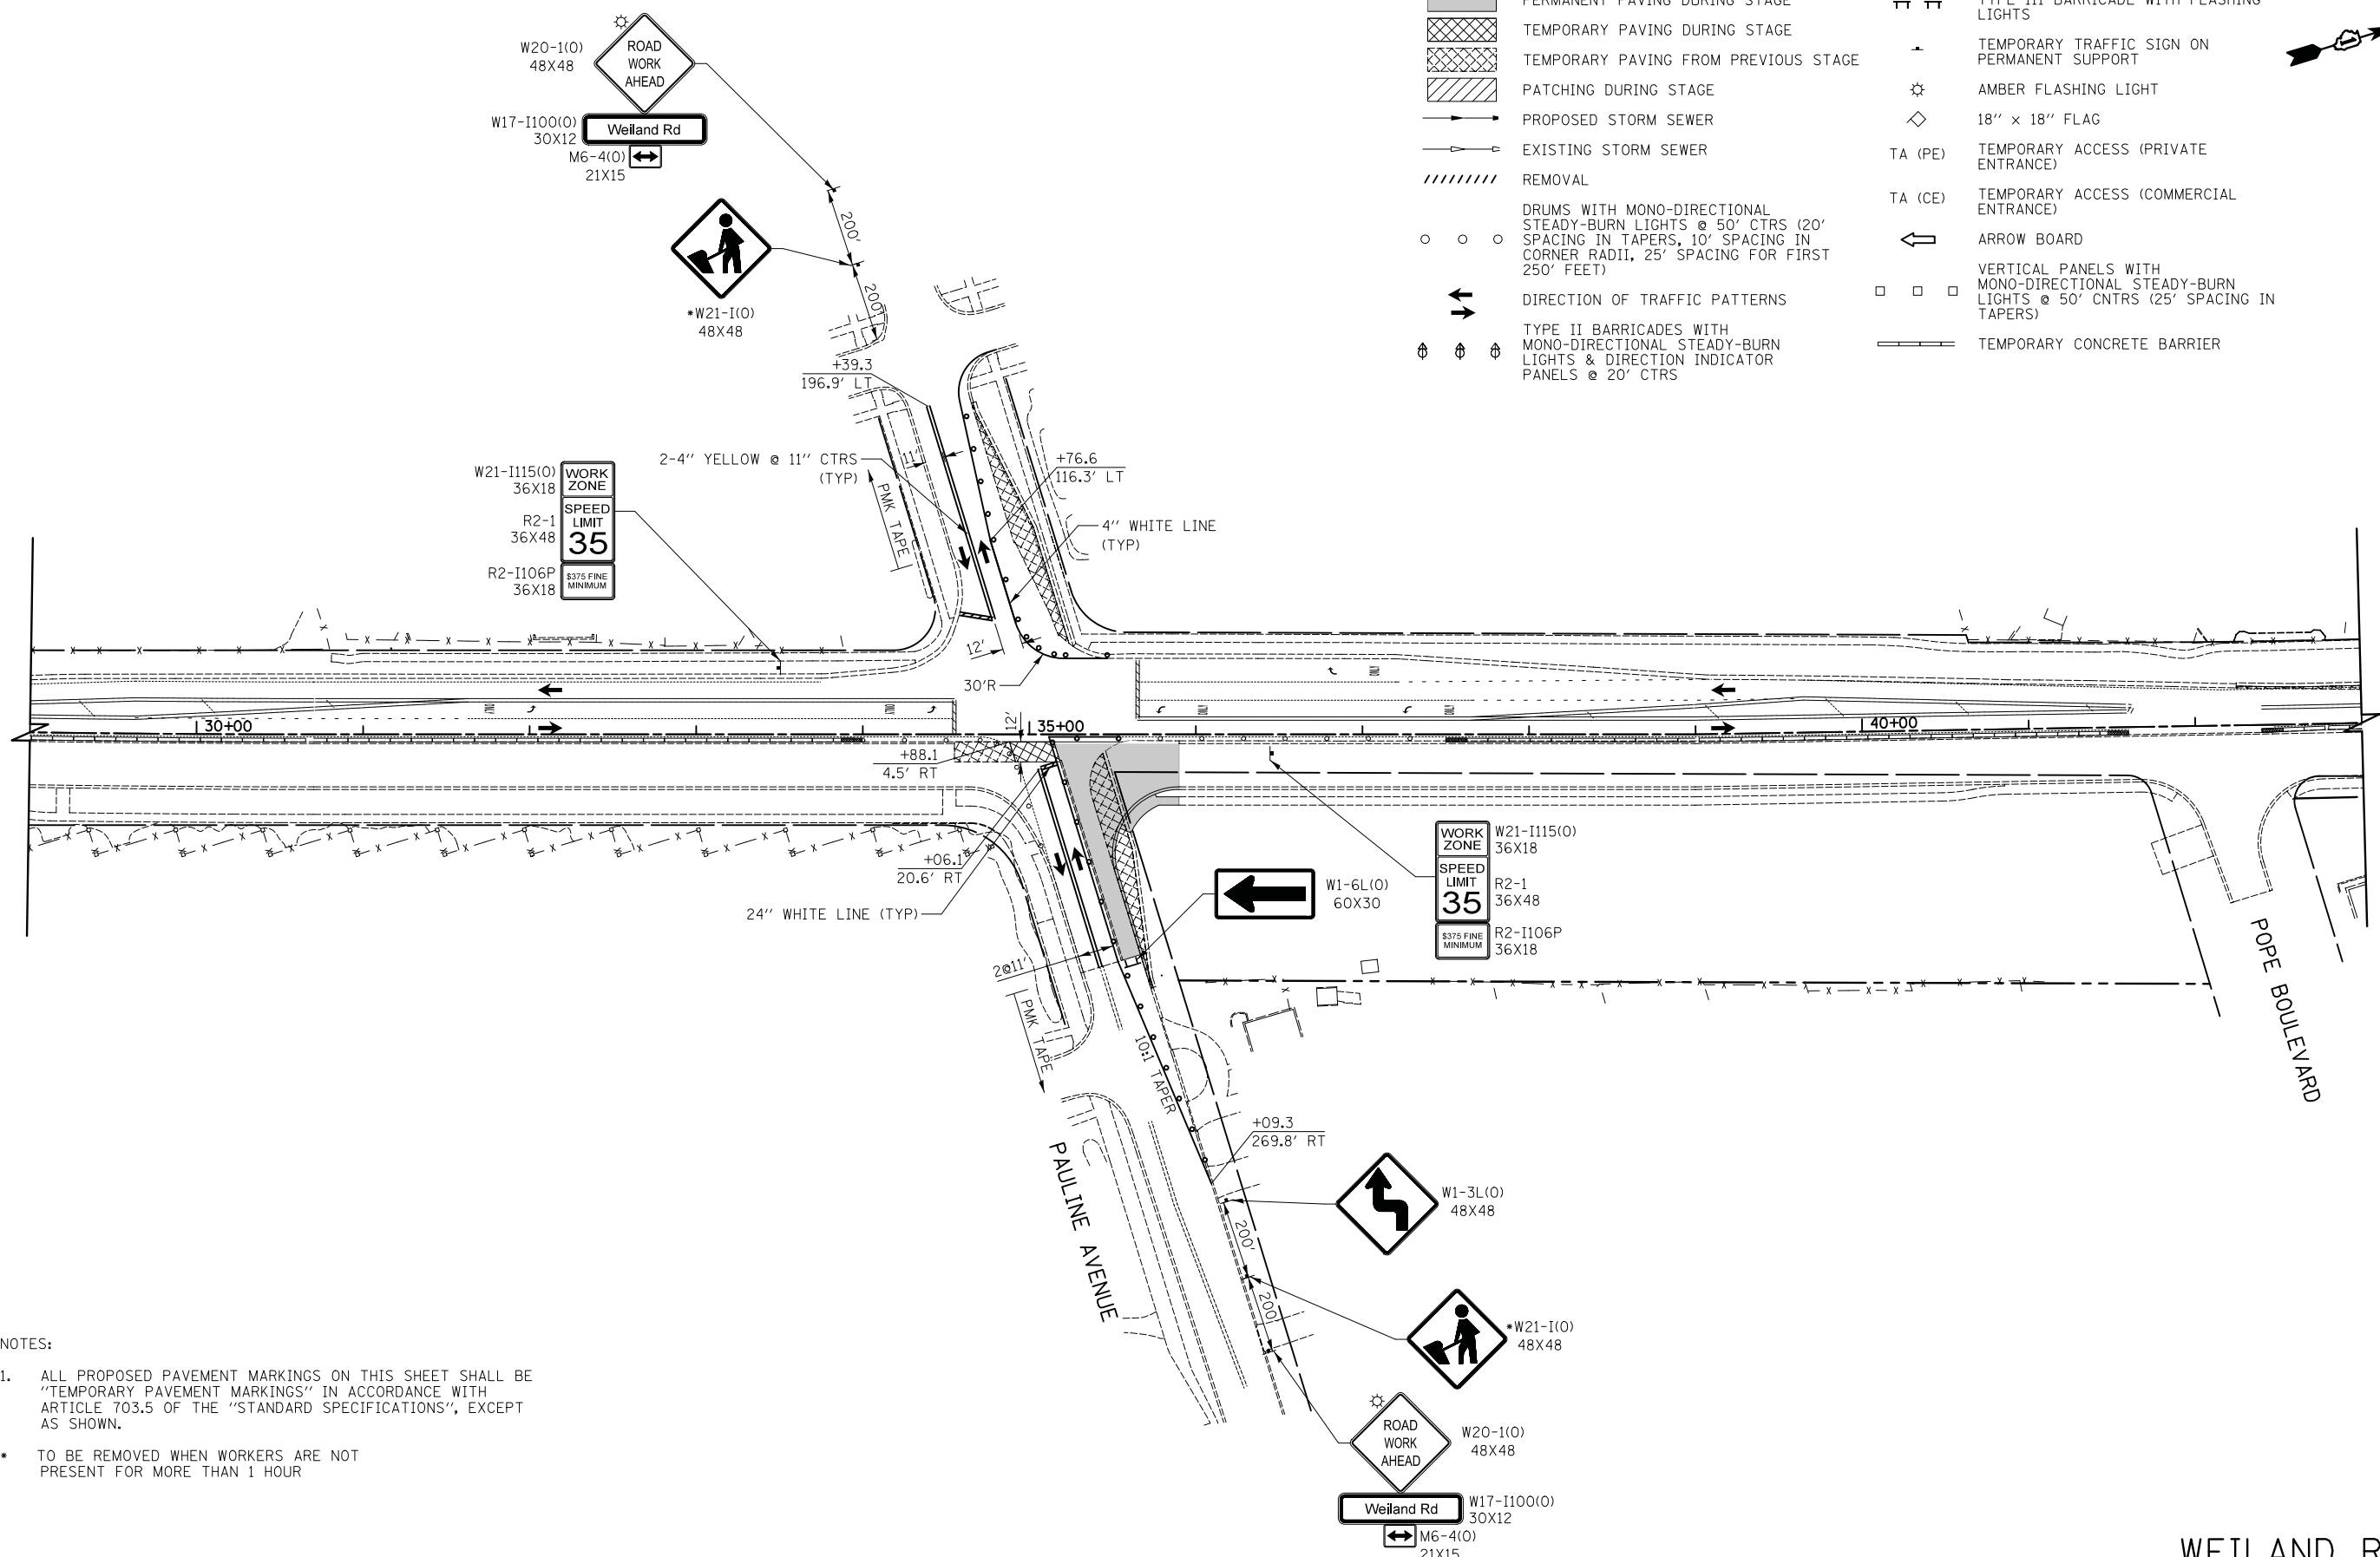 PERMANENT PAVING DURING STAGE
TEMPORARY PAVING DURING STAGE
TEMPORARY PAVING FROM PREVIOUS STAGE
PATCHING DURING STAGE
PROPOSED STORM SEWER
EXISTING STORM SEWER
REMOVAL
DRUMS WITH MONO-DIRECTIONAL
STEADY-BURN LIGHTS @ 50' CTRS (20'
SPACING IN TAPERS, 10' SPACING IN
CORNER RADII, 25' SPACING FOR FIRST
250' FEET)
DIRECTION OF TRAFFIC PATTERNS
TYPE II BARRICADES WITH
MONO-DIRECTIONAL STEADY-BURN
LIGHTS & DIRECTION INDICATOR
PANELS @ 20' CTRS
TYPE III BARRICADE WITH FLASHING
LIGHTS
TEMPORARY TRAFFIC SIGN ON
PERMANENT SUPPORT
AMBER FLASHING LIGHT
18'' x 18'' FLAG
TA (PE)
TEMPORARY ACCESS (PRIVATE
ENTRANCE)
TA (CE)
TEMPORARY ACCESS (COMMERCIAL
ENTRANCE)
ARROW BOARD
VERTICAL PANELS WITH
MONO-DIRECTIONAL STEADY-BURN
LIGHTS @ 50' CNTRS (25' SPACING IN
TAPERS)
TEMPORARY CONCRETE BARRIER
W20-1(O)
48X48
ROAD
WORK
AHEAD
W17-I100(O)
30X12
Weiland Rd
M6-4(O)
21X15
200'
200'
*W21-I(O)
48X48
+39.3
196.9' LT
2-4'' YELLOW @ 11'' CTRS
(TYP)
11'
PMK TAPE
+76.6
116.3' LT
4'' WHITE LINE
(TYP)
W21-I115(O)
36X18
WORK
ZONE
R2-1
36X48
SPEED
LIMIT
35
R2-I106P
36X18
$375 FINE
MINIMUM
12'
30'R
ONLY
ONLY
ONLY
ONLY
ONLY
30+00
12'
35+00
40+00
+88.1
4.5' RT
+06.1
20.6' RT
24'' WHITE LINE (TYP)
W1-6L(O)
60X30
WORK
ZONE
W21-I115(O)
36X18
SPEED
LIMIT
35
R2-1
36X48
$375 FINE
MINIMUM
R2-I106P
36X18
2@11'
PMK TAPE
10:1 TAPER
POPE BOULEVARD
PAULINE AVENUE
+09.3
269.8' RT
W1-3L(O)
48X48
200'
200'
*W21-I(O)
48X48
ROAD
WORK
AHEAD
W20-1(O)
48X48
Weiland Rd
W17-I100(O)
30X12
M6-4(O)
21X15
NOTES:
1. ALL PROPOSED PAVEMENT MARKINGS ON THIS SHEET SHALL BE
''TEMPORARY PAVEMENT MARKINGS'' IN ACCORDANCE WITH
ARTICLE 703.5 OF THE ''STANDARD SPECIFICATIONS'', EXCEPT
AS SHOWN.
* TO BE REMOVED WHEN WORKERS ARE NOT
PRESENT FOR MORE THAN 1 HOUR
WEILAND R